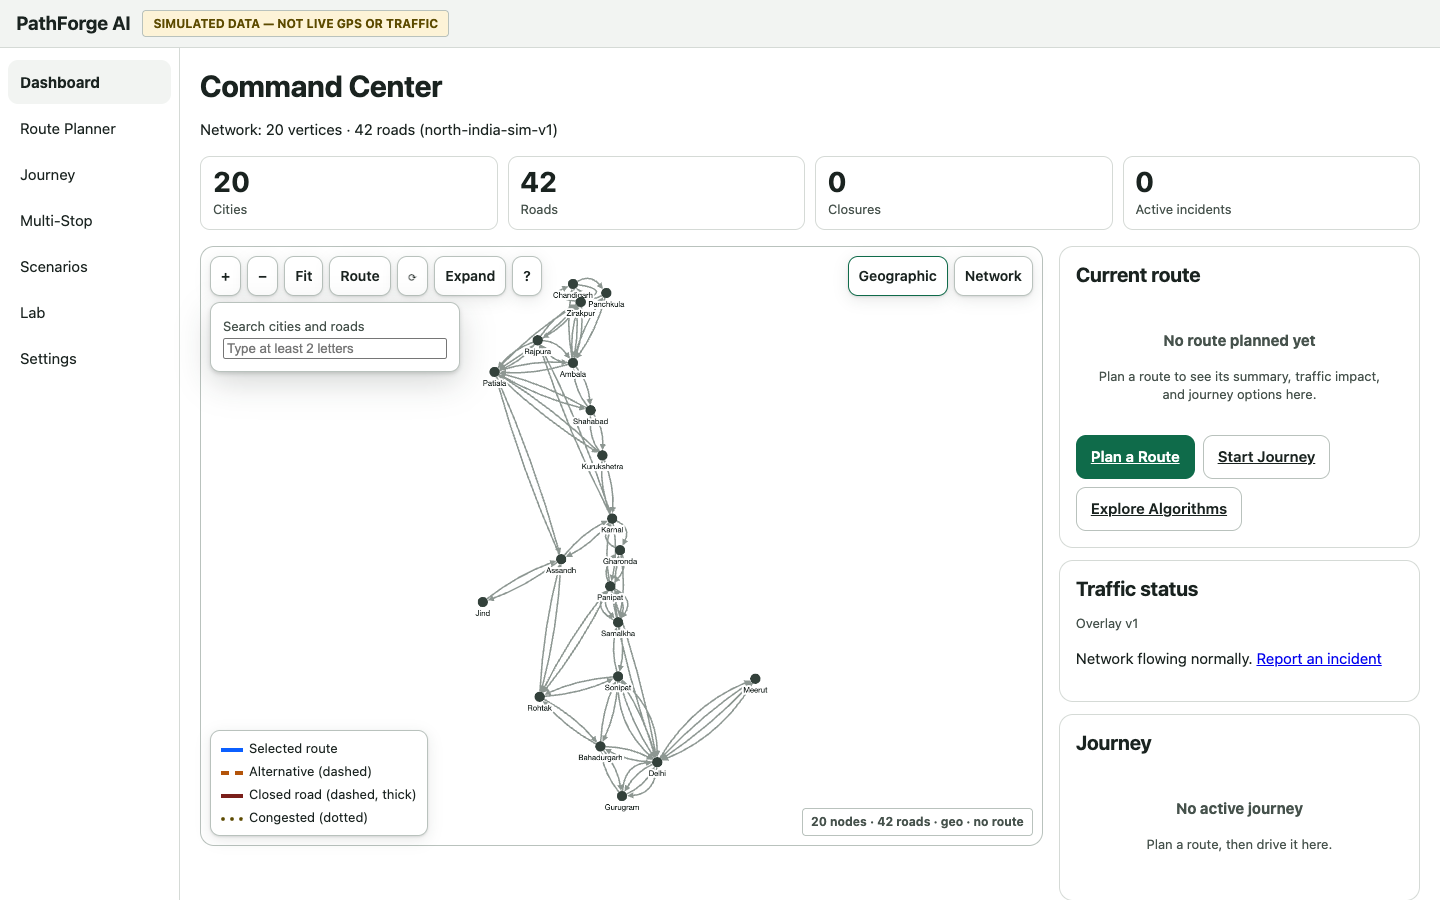 PathForge AI
SIMULATED DATA — NOT LIVE GPS OR TRAFFIC
Dashboard
Route Planner
Journey
Multi-Stop
Scenarios
Lab
Settings
Command Center
Network: 20 vertices · 42 roads (north-india-sim-v1)
20
Cities
42
Roads
0
Closures
0
Active incidents
+
−
Fit
Route
⟳
Expand
?
Geographic
Network
Search cities and roads
Type at least 2 letters
Chandigarh
Panchkula
Zirakpur
Rajpura
Ambala
Patiala
Shahabad
Kurukshetra
Karnal
Gharonda
Assandh
Panipat
Jind
Samalkha
Sonipat
Meerut
Rohtak
Bahadurgarh
Delhi
Gurugram
Selected route
Alternative (dashed)
Closed road (dashed, thick)
Congested (dotted)
20 nodes · 42 roads · geo · no route
Current route
No route planned yet
Plan a route to see its summary, traffic impact,
and journey options here.
Plan a Route
Start Journey
Explore Algorithms
Traffic status
Overlay v1
Network flowing normally. Report an incident
Journey
No active journey
Plan a route, then drive it here.